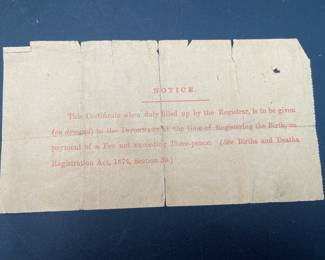 NOTICE.
This Certificate when duly filled up by the Registrar, is to be given
(on demand) to the INFORMANT at the time of Registering the Birth, on
payment of a Fee not exceeding Three-pence. (See Births and Deaths
Registration Act, 1874, Section 30.)